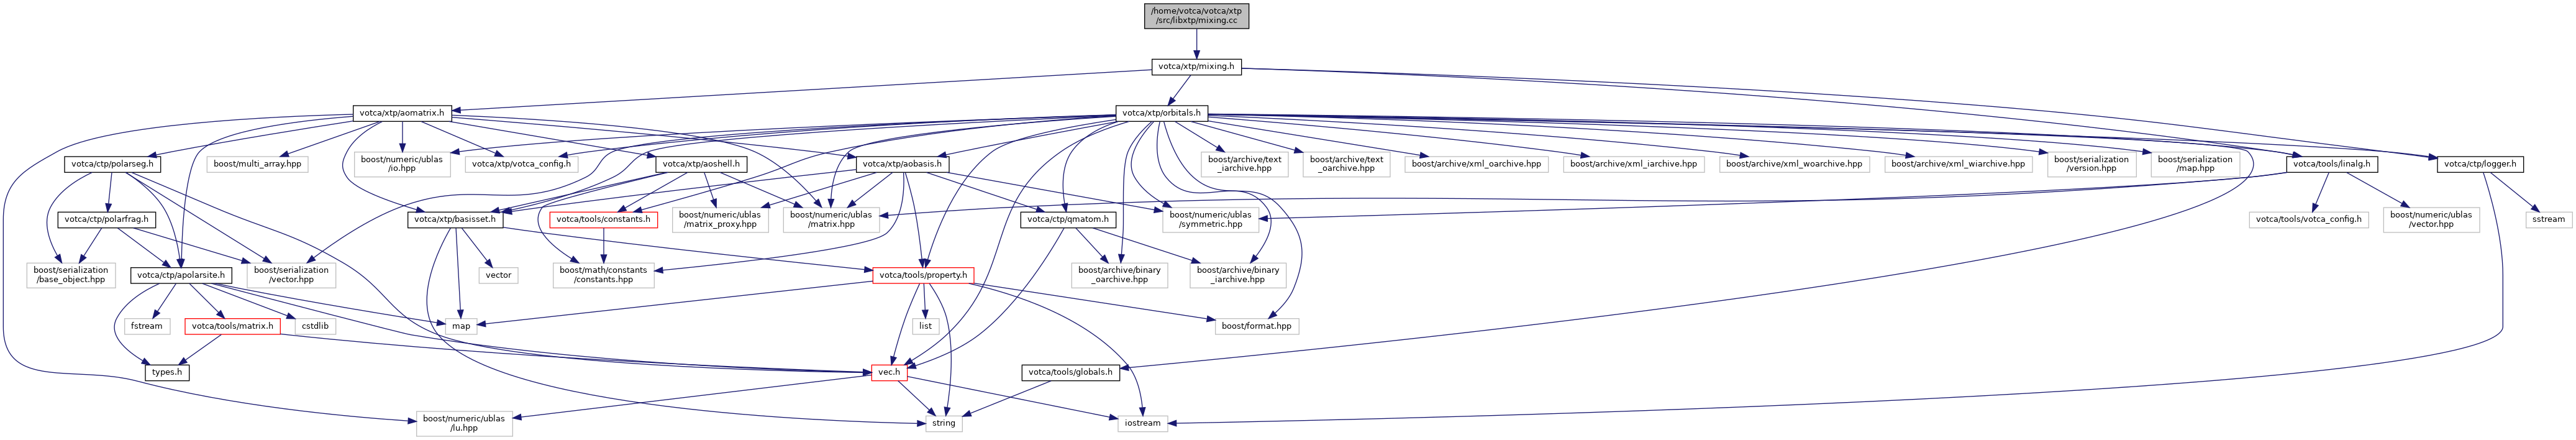 /home/votca/votca/xtp
/src/libxtp/mixing.cc
votca/xtp/mixing.h
votca/xtp/aomatrix.h
votca/xtp/orbitals.h
votca/ctp/polarseg.h
boost/multi_array.hpp
boost/numeric/ublas
/io.hpp
votca/xtp/votca_config.h
votca/xtp/aoshell.h
votca/xtp/aobasis.h
boost/archive/text
_iarchive.hpp
boost/archive/text
_oarchive.hpp
boost/archive/xml_oarchive.hpp
boost/archive/xml_iarchive.hpp
boost/archive/xml_woarchive.hpp
boost/archive/xml_wiarchive.hpp
boost/serialization
/version.hpp
boost/serialization
/map.hpp
votca/tools/linalg.h
votca/ctp/logger.h
votca/ctp/polarfrag.h
votca/xtp/basisset.h
votca/tools/constants.h
boost/numeric/ublas
/matrix_proxy.hpp
boost/numeric/ublas
/matrix.hpp
votca/ctp/qmatom.h
boost/numeric/ublas
/symmetric.hpp
votca/tools/votca_config.h
boost/numeric/ublas
/vector.hpp
sstream
boost/serialization
/base_object.hpp
votca/ctp/apolarsite.h
boost/serialization
/vector.hpp
vector
boost/math/constants
/constants.hpp
votca/tools/property.h
boost/archive/binary
_oarchive.hpp
boost/archive/binary
_iarchive.hpp
fstream
votca/tools/matrix.h
cstdlib
map
list
boost/format.hpp
types.h
vec.h
votca/tools/globals.h
boost/numeric/ublas
/lu.hpp
string
iostream